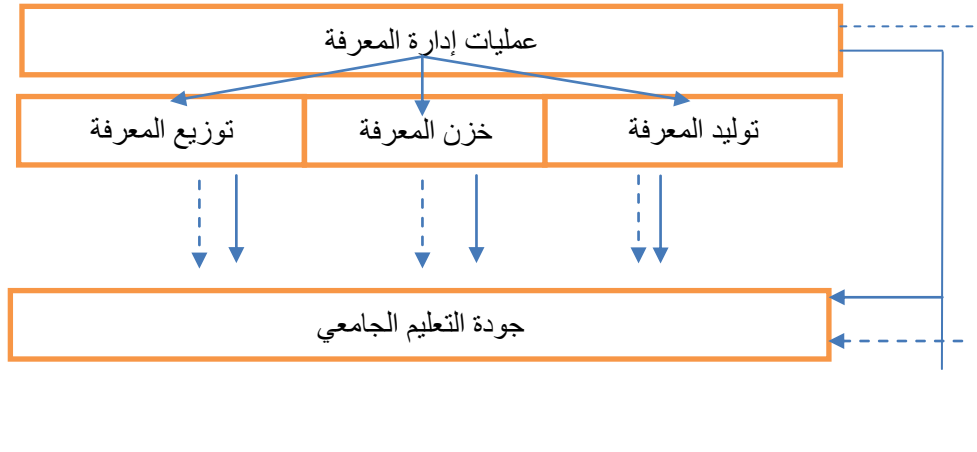 عمليات إدارة المعرفة
توليد المعرفة
خزن المعرفة
توزيع المعرفة
جودة التعليم الجامعي